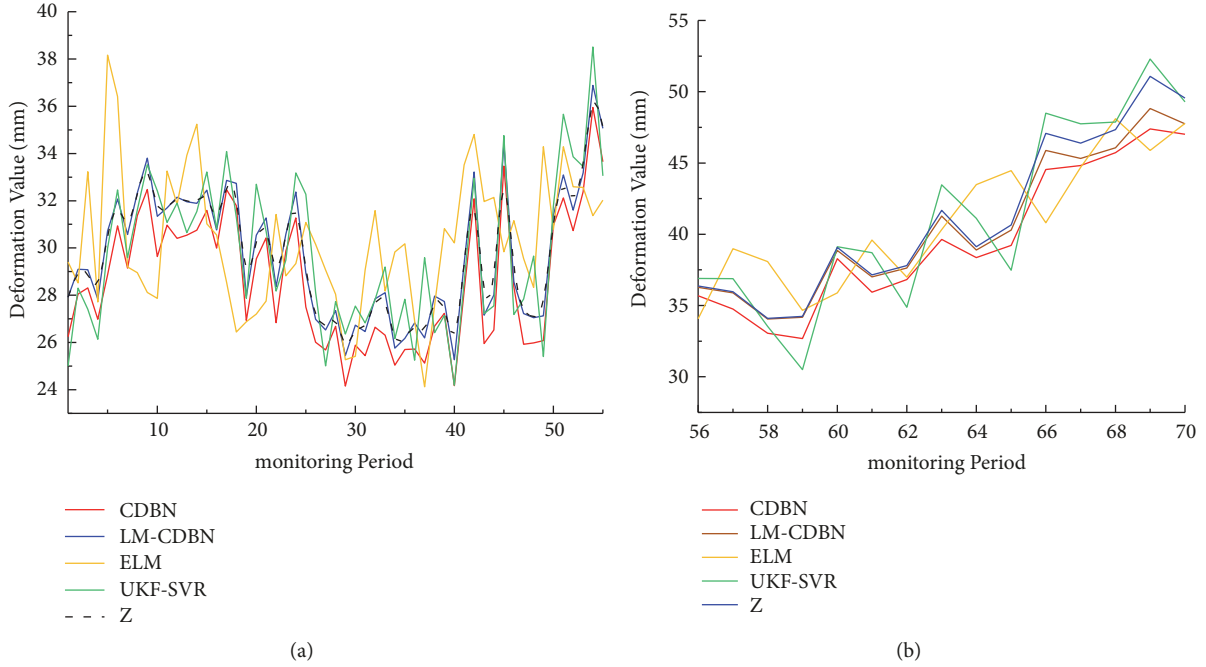 40
38
36
34
32
30
28
26
24
Deformation Value (mm)
10
20
30
40
50
monitoring Period
CDBN
LM-CDBN
ELM
UKF-SVR
Z
(a)
55
50
45
40
35
30
Deformation Value (mm)
56
58
60
62
64
66
68
70
monitoring Period
CDBN
LM-CDBN
ELM
UKF-SVR
Z
(b)